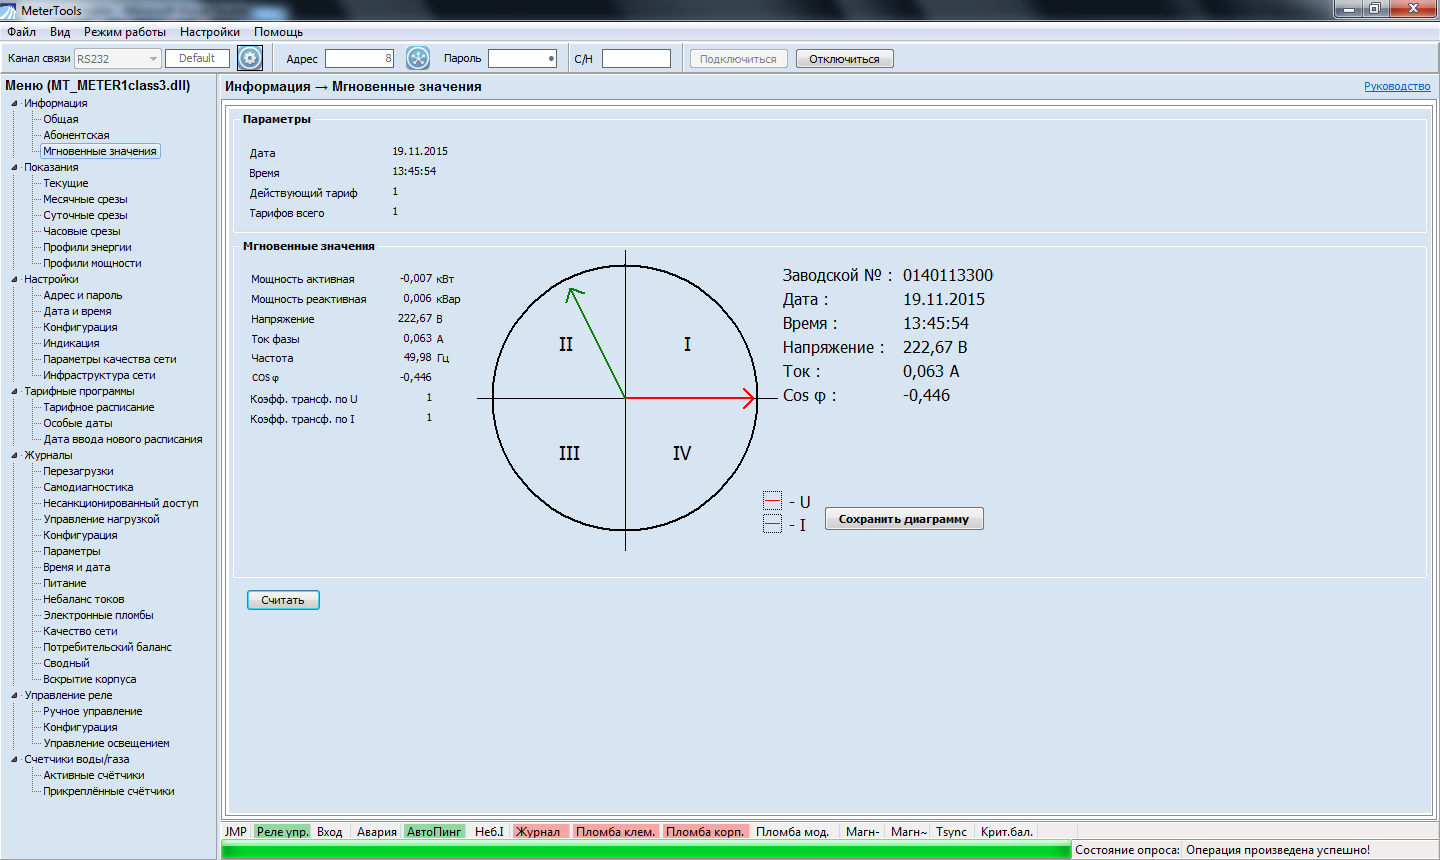 MeterTools
Файл Вид Режим работы Настройки Помощь
Канал связи RS232 Default Адрес 8 Пароль С/Н Подключиться Отключиться
Меню (MT_METER1class3.dll)
Информация
Общая
Абонентская
Мгновенные значения
Показания
Текущие
Месячные срезы
Суточные срезы
Часовые срезы
Профили энергии
Профили мощности
Настройки
Адрес и пароль
Дата и время
Конфигурация
Индикация
Параметры качества сети
Инфраструктура сети
Тарифные программы
Тарифное расписание
Особые даты
Дата ввода нового расписания
Журналы
Перезагрузки
Самодиагностика
Несанкционированный доступ
Управление нагрузкой
Конфигурация
Параметры
Время и дата
Питание
Небаланс токов
Электронные пломбы
Качество сети
Потребительский баланс
Сводный
Вскрытие корпуса
Управление реле
Ручное управление
Конфигурация
Управление освещением
Счетчики воды/газа
Активные счётчики
Прикреплённые счётчики
Информация → Мгновенные значения
Руководство
Параметры
Дата 19.11.2015
Время 13:45:54
Действующий тариф 1
Тарифов всего 1
Мгновенные значения
Мощность активная -0,007 кВт
Мощность реактивная 0,006 кВар
Напряжение 222,67 В
Ток фазы 0,063 А
Частота 49,98 Гц
COS φ -0,446
Коэфф. трансф. по U 1
Коэфф. трансф. по I 1
II I
III IV
Заводской № : 0140113300
Дата : 19.11.2015
Время : 13:45:54
Напряжение : 222,67 В
Ток : 0,063 А
Cos φ : -0,446
- U
- I
Сохранить диаграмму
Считать
JMP Реле упр. Вход Авария АвтоПинг Неб.I Журнал Пломба клем. Пломба корп. Пломба мод. Магн- Магн~ Tsync Крит.бал.
Состояние опроса: Операция произведена успешно!